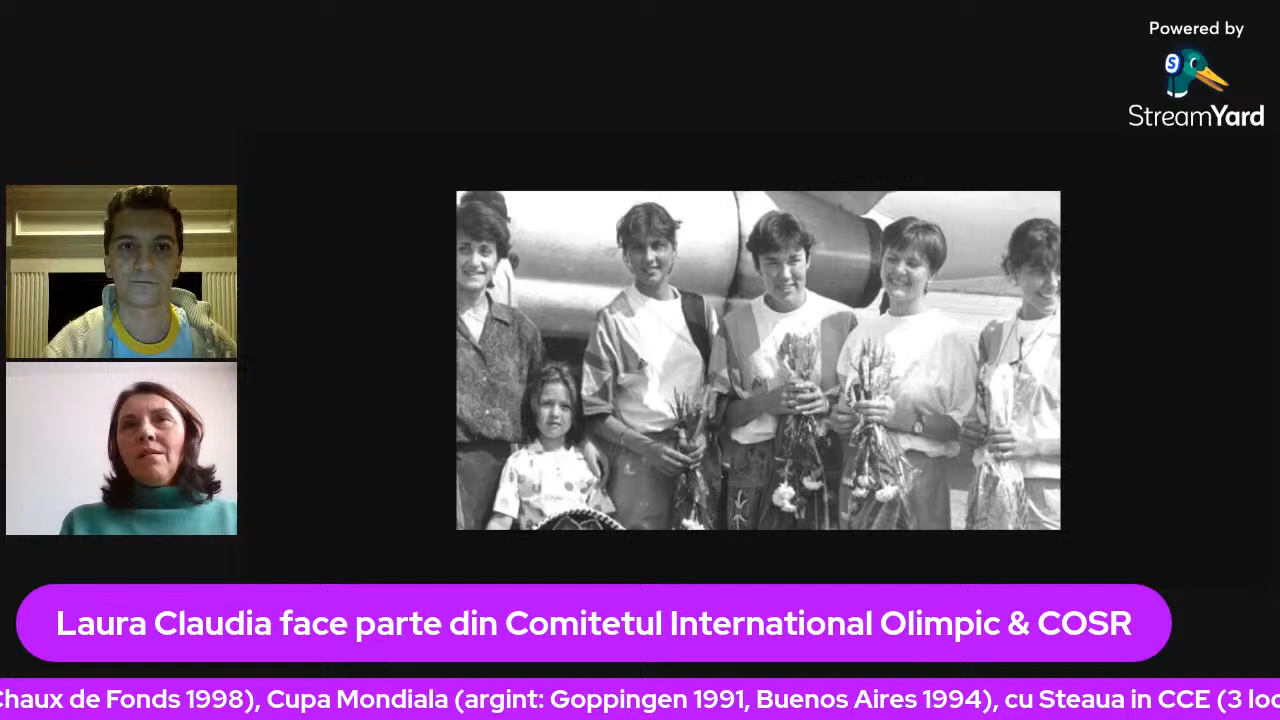 Powered by
StreamYard
Laura Claudia face parte din Comitetul International Olimpic & COSR
Chaux de Fonds 1998), Cupa Mondiala (argint: Goppingen 1991, Buenos Aires 1994), cu Steaua in CCE (3 loc